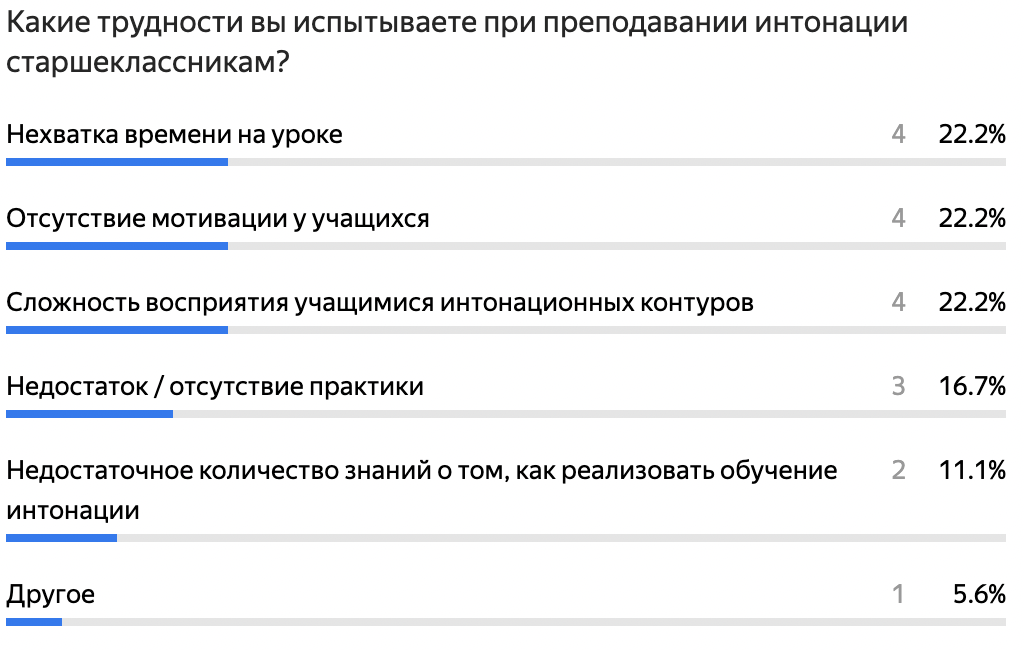 Какие трудности вы испытываете при преподавании интонации
старшеклассникам?
Нехватка времени на уроке 4 22.2%
Отсутствие мотивации у учащихся 4 22.2%
Сложность восприятия учащимися интонационных контуров 4 22.2%
Недостаток / отсутствие практики 3 16.7%
Недостаточное количество знаний о том, как реализовать обучение 2 11.1%
интонации
Другое 1 5.6%